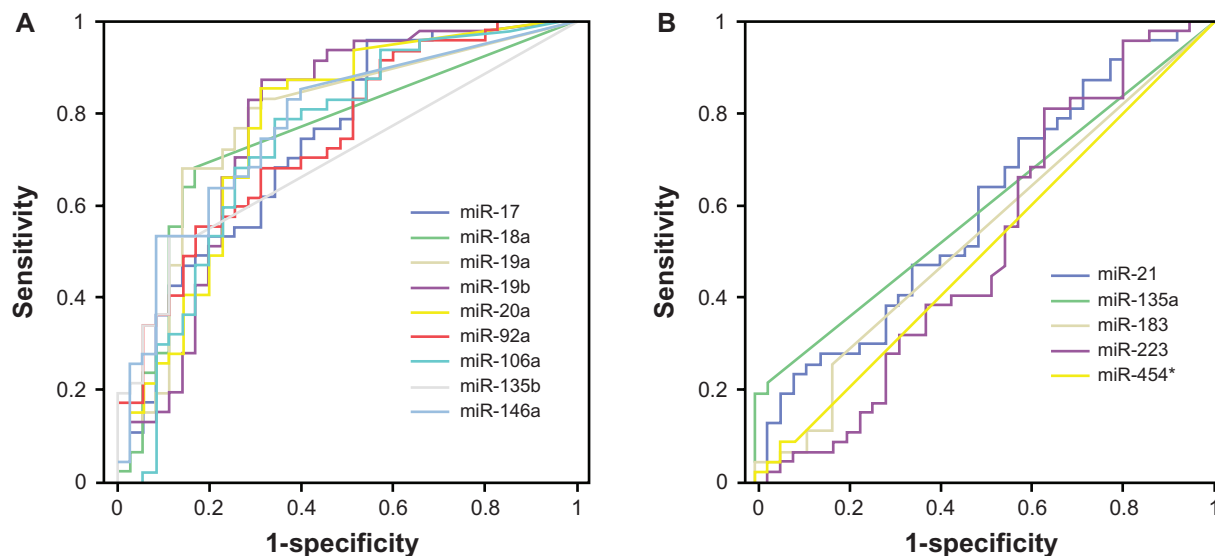 A
Sensitivity
1
0.8
0.6
0.4
0.2
0
0 0.2 0.4 0.6 0.8 1
1-specificity
miR-17
miR-18a
miR-19a
miR-19b
miR-20a
miR-92a
miR-106a
miR-135b
miR-146a
B
Sensitivity
1
0.8
0.6
0.4
0.2
0
0 0.2 0.4 0.6 0.8 1
1-specificity
miR-21
miR-135a
miR-183
miR-223
miR-454*